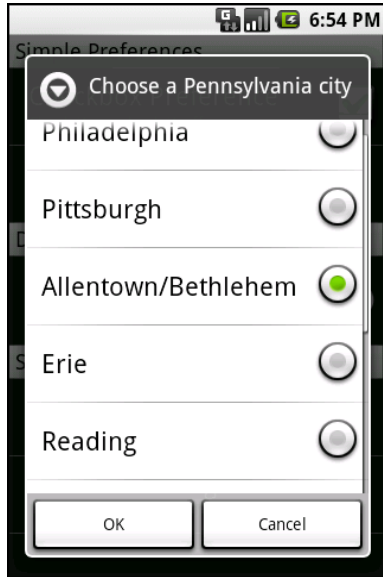 6:54 PM
Simple Preferences
Choose a Pennsylvania city
Philadelphia
Pittsburgh
Allentown/Bethlehem
Erie
Reading
OK
Cancel